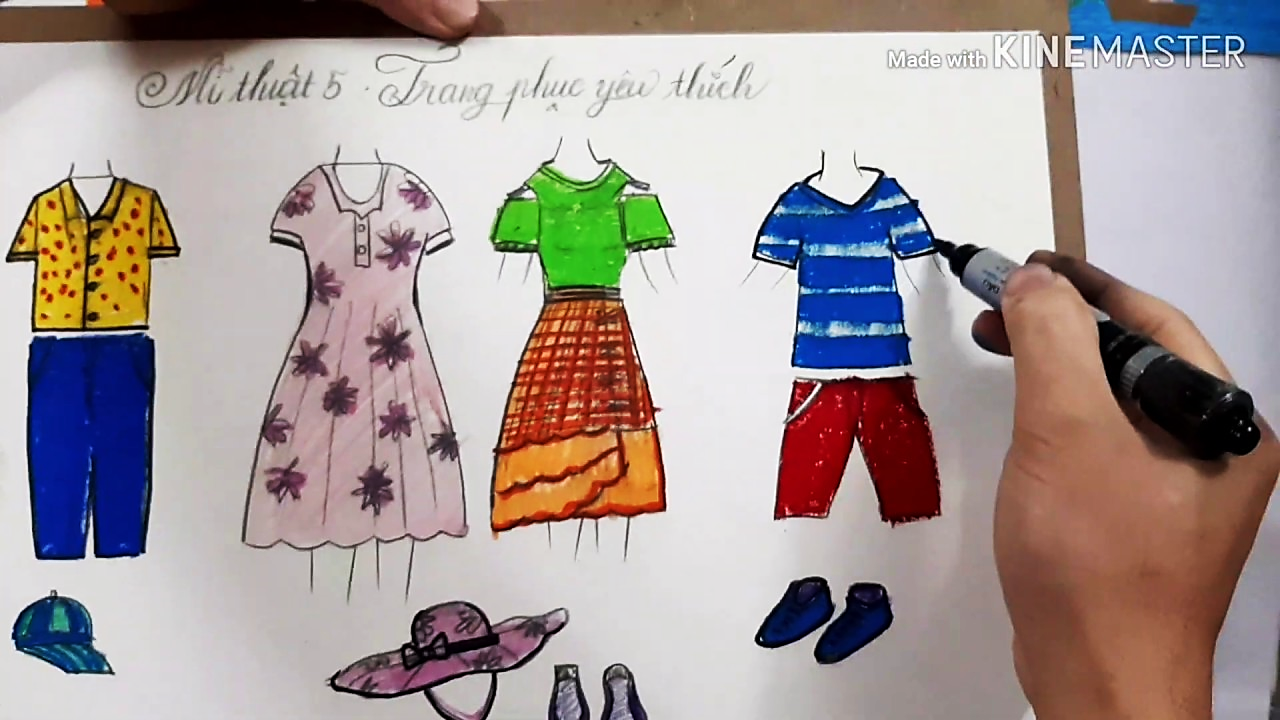 Made with KINEMASTER
Mĩ thuật 5 . Trang phục yêu thích